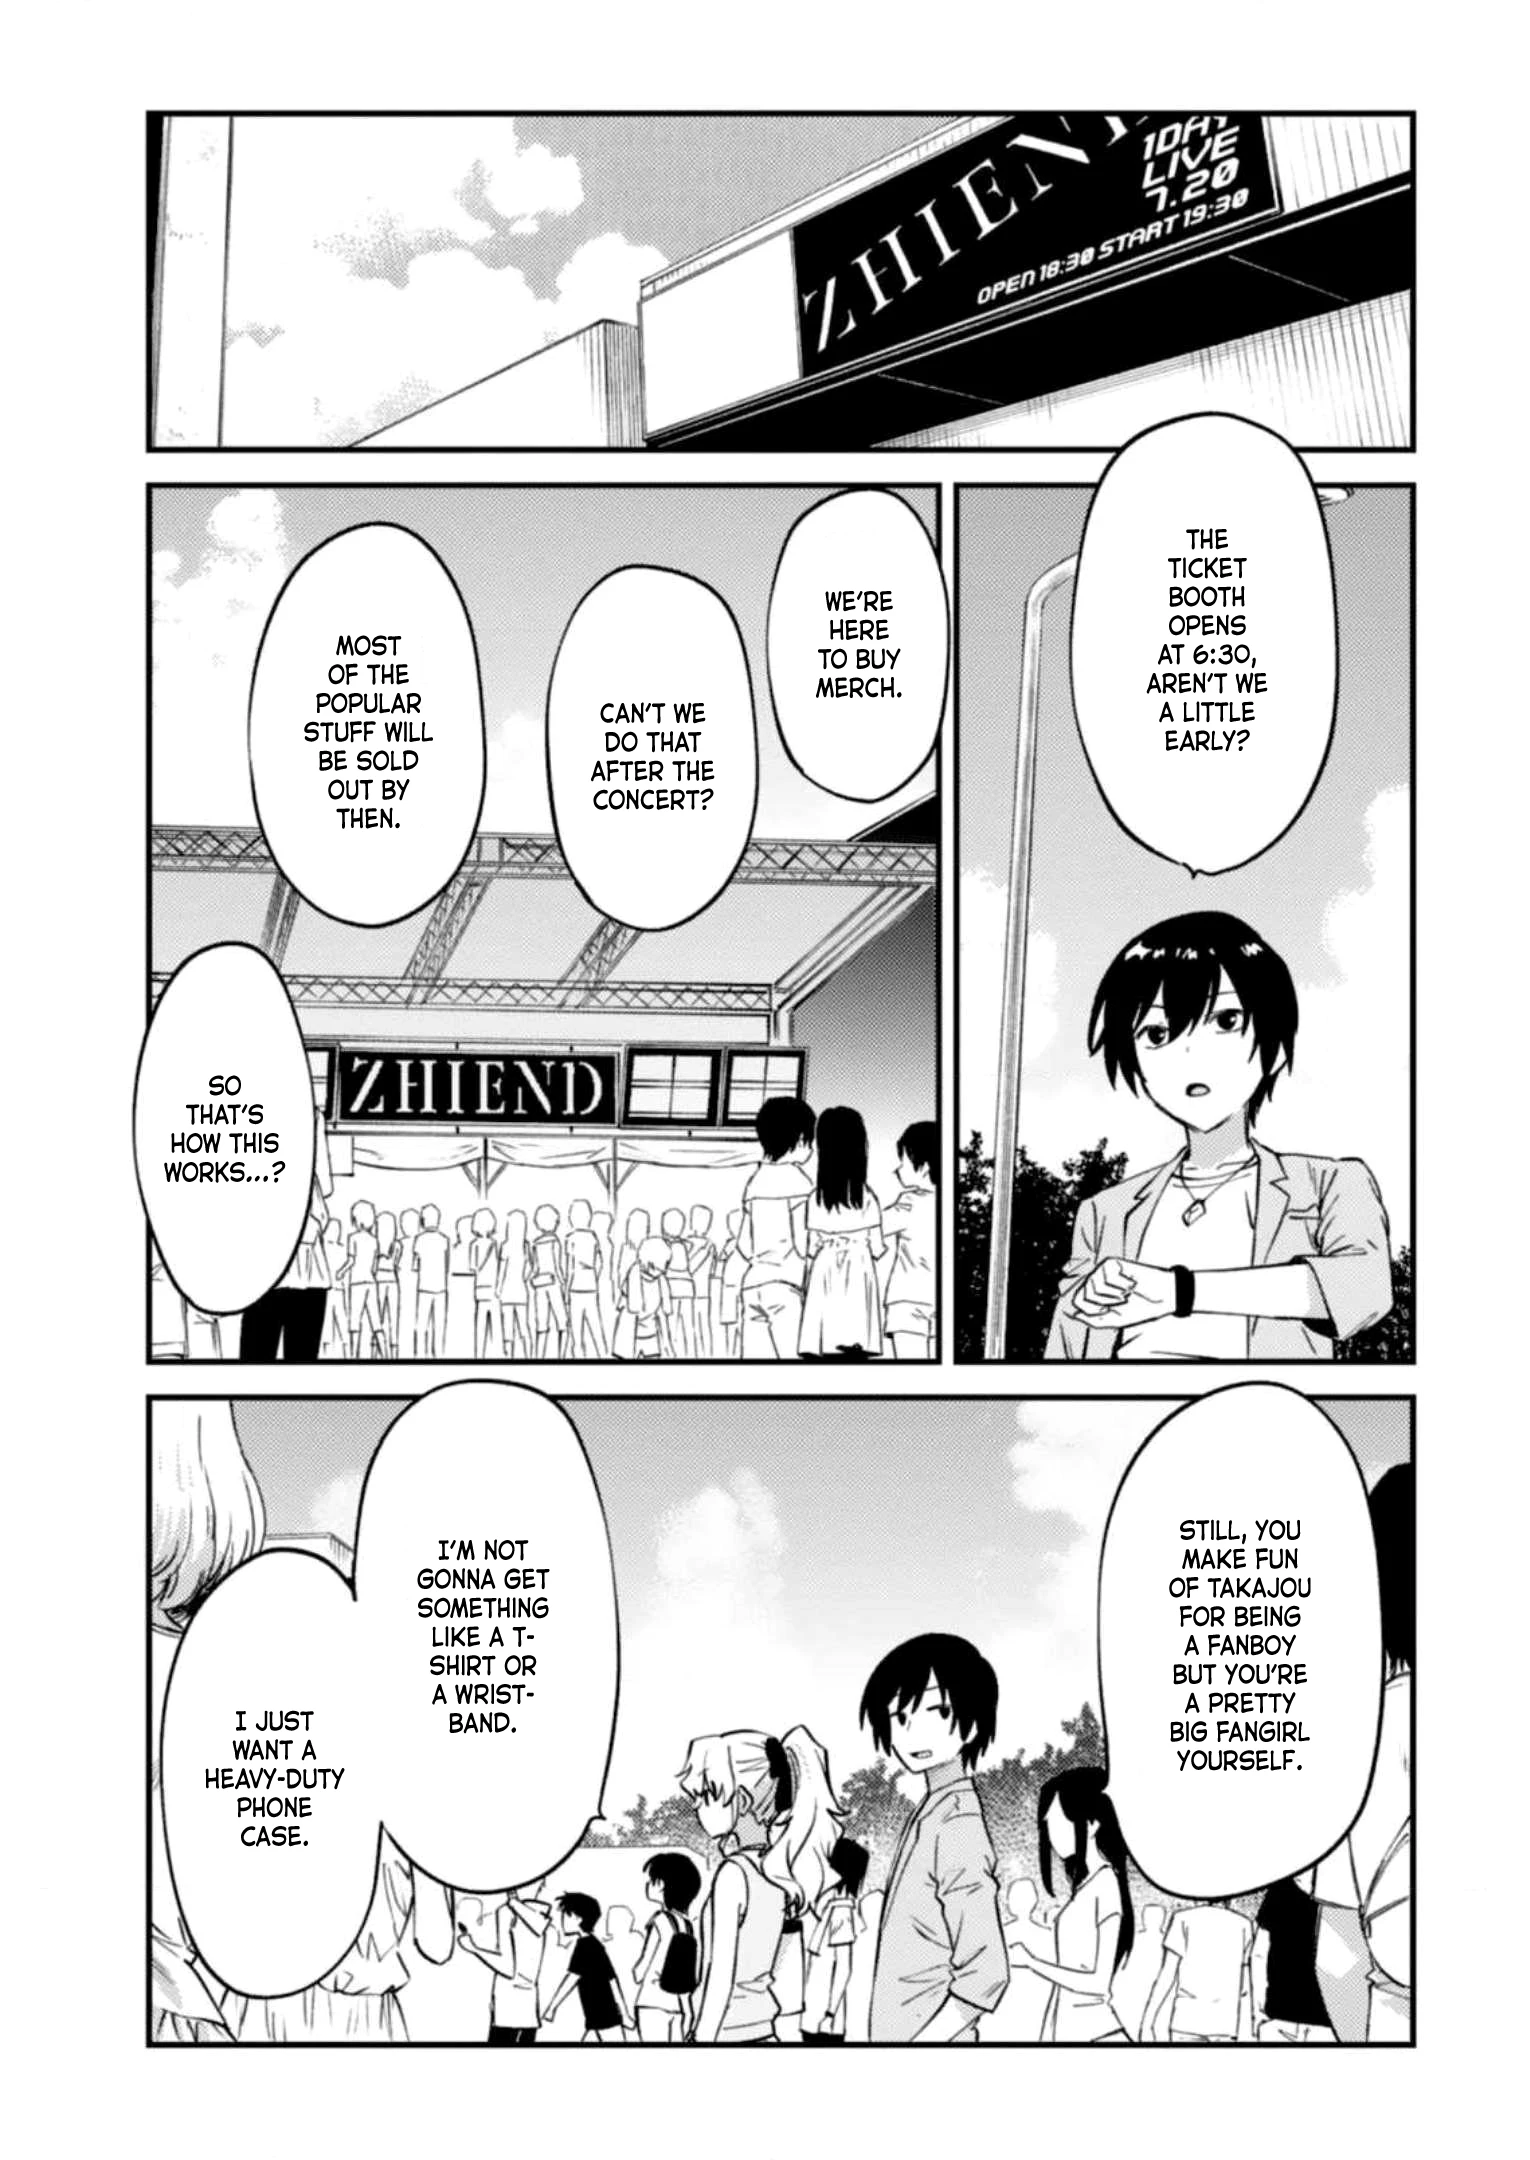 ZHIEND
1DAY
LIVE
7.20
OPEN 18:30 START 19:30
THE
TICKET
BOOTH
OPENS
AT 6:30,
AREN'T WE
A LITTLE
EARLY?
WE'RE
HERE
TO BUY
MERCH.
CAN'T WE
DO THAT
AFTER THE
CONCERT?
MOST
OF THE
POPULAR
STUFF WILL
BE SOLD
OUT BY
THEN.
SO
THAT'S
HOW THIS
WORKS...?
ZHIEND
STILL, YOU
MAKE FUN
OF TAKAJOU
FOR BEING
A FANBOY
BUT YOU'RE
A PRETTY
BIG FANGIRL
YOURSELF.
I'M NOT
GONNA GET
SOMETHING
LIKE A T-
SHIRT OR
A WRIST-
BAND.
I JUST
WANT A
HEAVY-DUTY
PHONE
CASE.